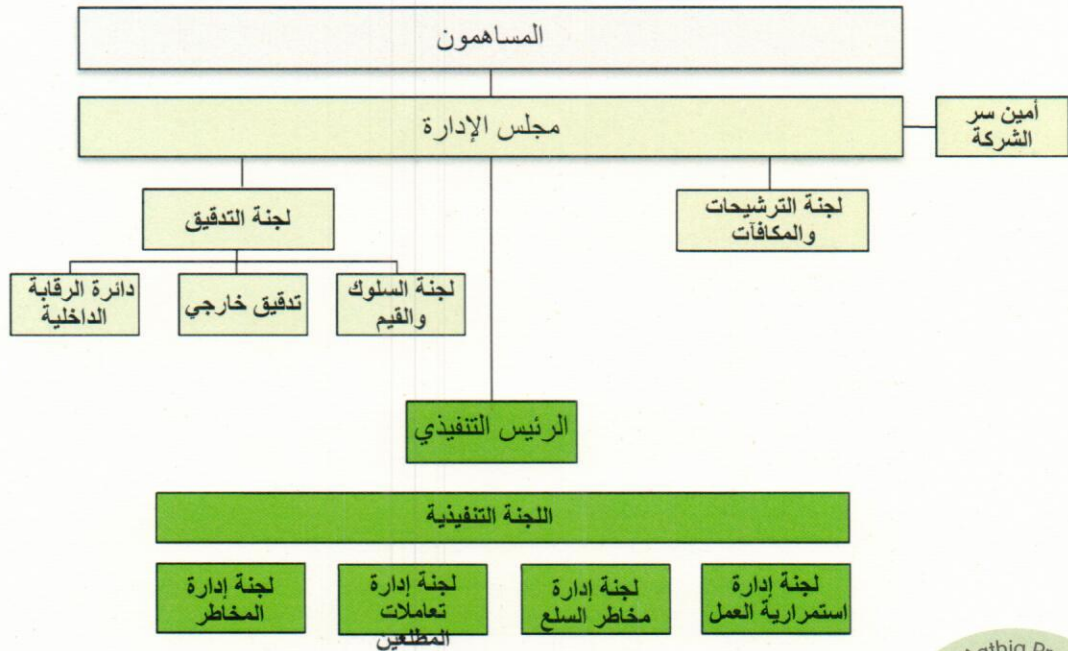 المساهمون
مجلس الإدارة
أمين سر
الشركة
لجنة الترشيحات
والمكافآت
لجنة التدقيق
لجنة السلوك
والقيم
تدقيق خارجي
دائرة الرقابة
الداخلية
الرئيس التنفيذي
اللجنة التنفيذية
لجنة إدارة
استمرارية العمل
لجنة إدارة
مخاطر السلع
لجنة إدارة
تعاملات
المطلعين
لجنة إدارة
المخاطر